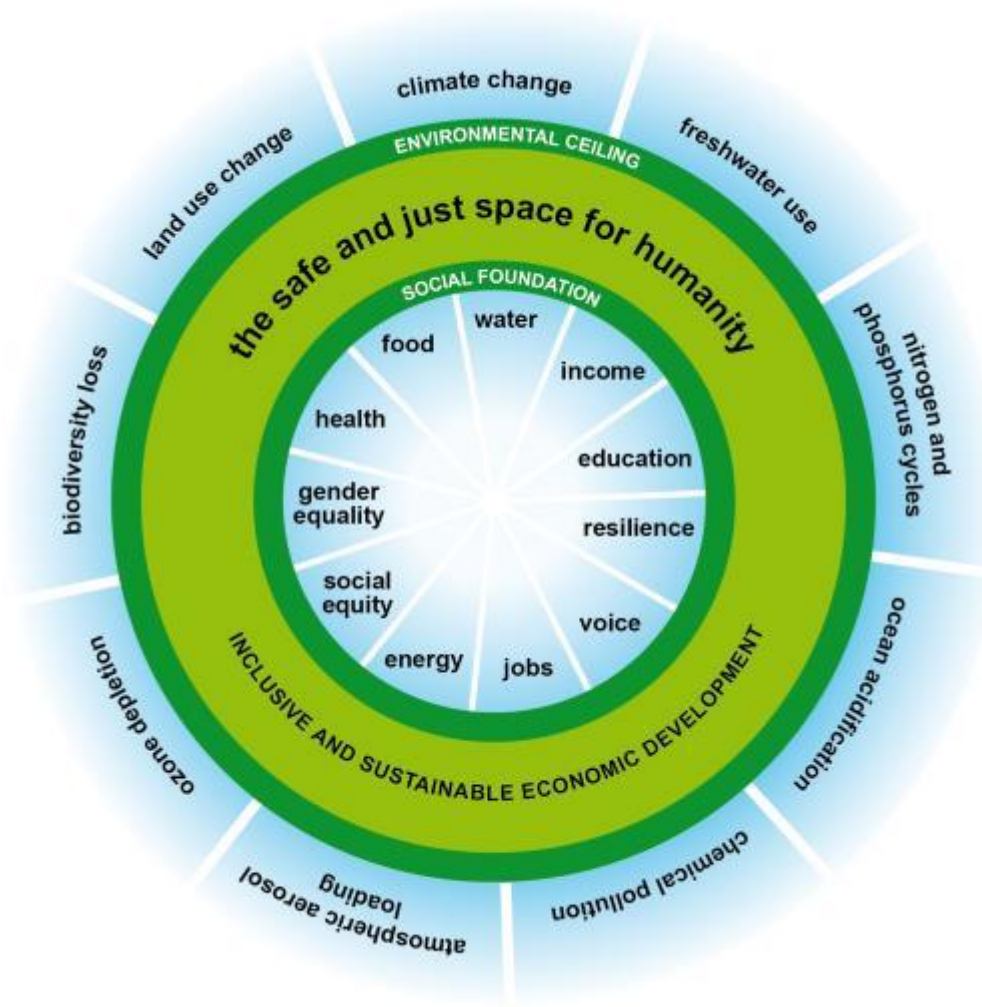 climate change
freshwater use
nitrogen and
phosphorus cycles
ocean acidification
chemical pollution
atmospheric aerosol
loading
ozone depletion
biodiversity loss
land use change
ENVIRONMENTAL CEILING
the safe and just space for humanity
SOCIAL FOUNDATION
water
income
education
resilience
voice
jobs
energy
social
equity
gender
equality
health
food
INCLUSIVE AND SUSTAINABLE ECONOMIC DEVELOPMENT